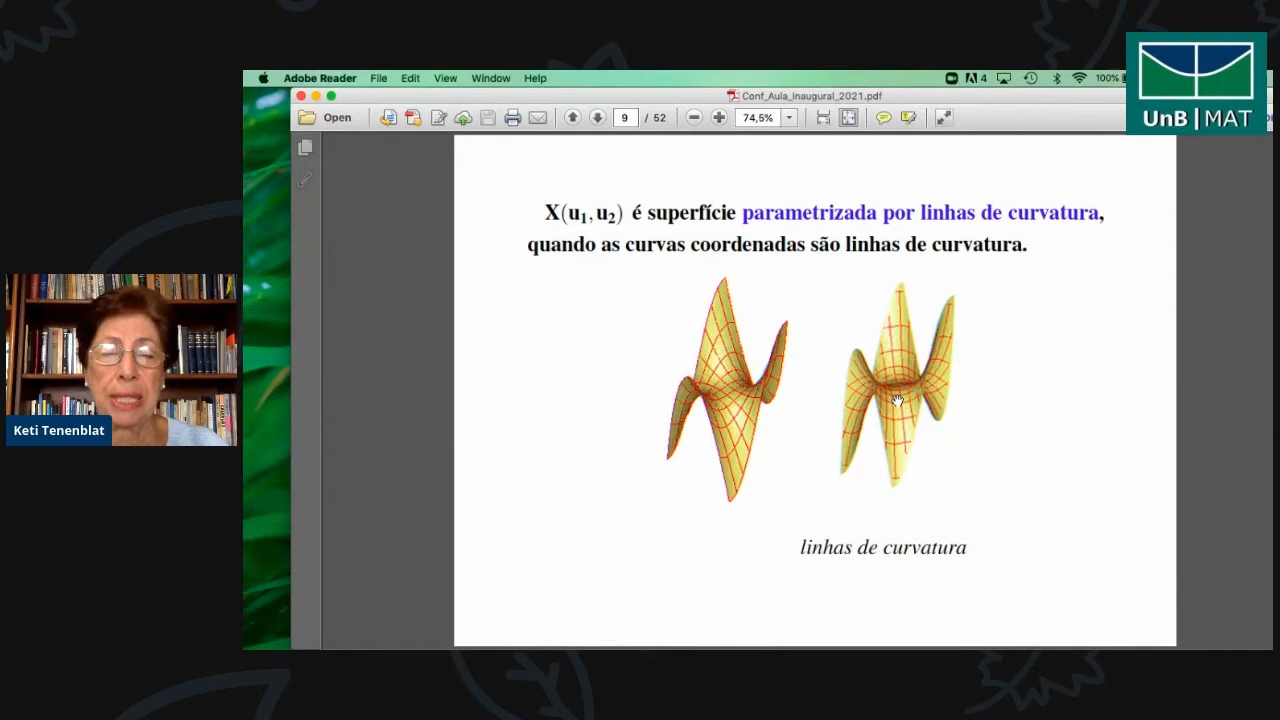 Adobe Reader File Edit View Window Help
4
100%
Conf_Aula_Inaugural_2021.pdf
Open
9 / 52
74,5%
UnB | MAT
X(u₁, u₂) é superfície parametrizada por linhas de curvatura,
quando as curvas coordenadas são linhas de curvatura.
linhas de curvatura
Keti Tenenblat